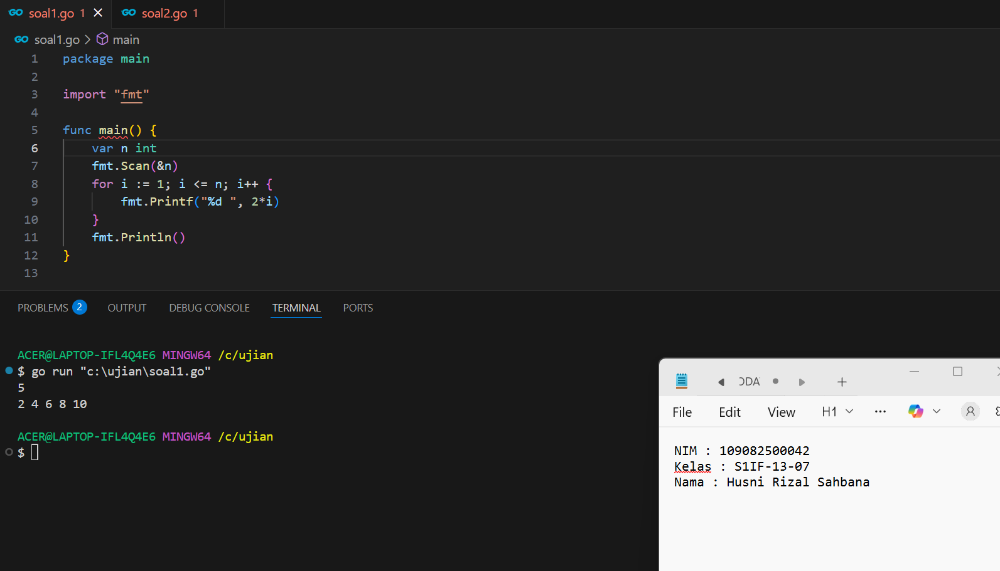 GO soal1.go 1 GO soal2.go 1
GO soal1.go > main
1 package main
2
3 import "fmt"
4
5 func main() {
6 var n int
7 fmt.Scan(&n)
8 for i := 1; i <= n; i++ {
9 fmt.Printf("%d ", 2*i)
10 }
11 fmt.Println()
12 }
13
PROBLEMS 2 OUTPUT DEBUG CONSOLE TERMINAL PORTS
ACER@LAPTOP-IFL4Q4E6 MINGW64 /c/ujian
$ go run "c:\ujian\soal1.go"
5
2 4 6 8 10
ACER@LAPTOP-IFL4Q4E6 MINGW64 /c/ujian
$
File Edit View H1 ...
NIM : 109082500042
Kelas : S1IF-13-07
Nama : Husni Rizal Sahbana